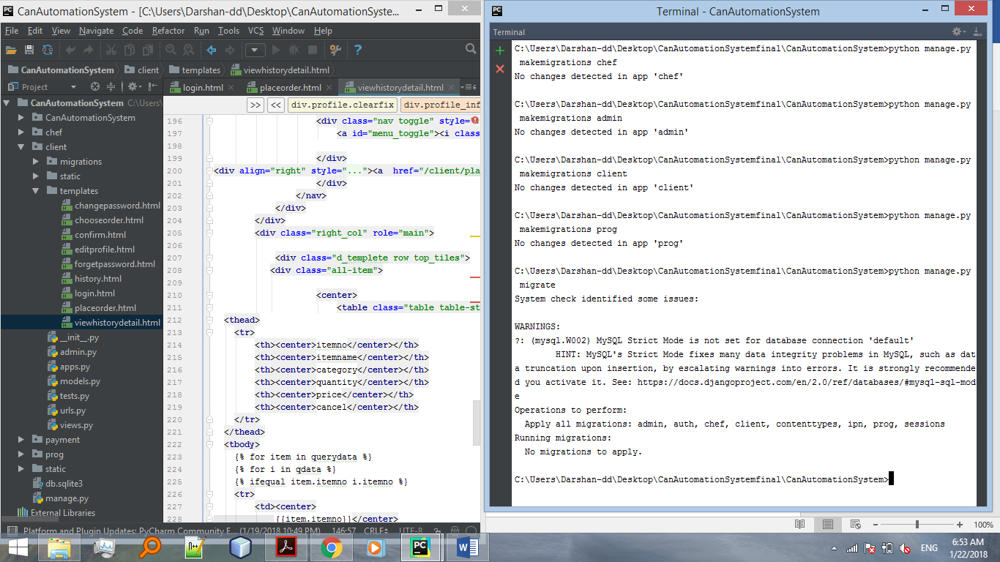 CanAutomationSystem - [C:\Users\Darshan-dd\Desktop\CanAutomationSyste...
File Edit View Navigate Code Refactor Run Tools VCS Window Help
CanAutomationSystem client templates viewhistorydetail.html
Project
login.html placeorder.html viewhistorydetail.html 6
>> << div.profile.clearfix div.profile_inf
CanAutomationSystem C:\Users\
CanAutomationSystem
chef
client
migrations
static
templates
changepassword.html
chooseorder.html
confirm.html
editprofile.html
forgetpassword.html
history.html
login.html
placeorder.html
viewhistorydetail.html
__init__.py
admin.py
apps.py
models.py
tests.py
urls.py
views.py
payment
prog
static
db.sqlite3
manage.py
External Libraries
196 <div class="nav toggle" style=
197 <a id="menu_toggle"><i class
198
199 </div>
200 <div align="right" style="..."><a  href="/client/pla
201 </div>
202 </nav>
203 </div>
204 </div>
205 <div class="right_col" role="main">
206
207 <div class="d_templete row top_tiles">
208 <div class="all-item">
209
210 <center>
211 <table class="table table-st
212 <thead>
213 <tr>
214 <th><center>itemno</center></th>
215 <th><center>itemname</center></th>
216 <th><center>category</center></th>
217 <th><center>quantity</center></th>
218 <th><center>price</center></th>
219 <th><center>cancel</center></th>
220 </tr>
221 </thead>
222 <tbody>
223 {% for item in querydata %}
224 {% for i in qdata %}
225 {% ifequal item.itemno i.itemno %}
226 <tr>
227 <td><center>
228 {{item.itemno}}</center>
Platform and Plugin Updates: PyCharm Community E... (1/19/2018 10:49 PM) 146:57 CRLF UTF-8
Terminal - CanAutomationSystem
Terminal
C:\Users\Darshan-dd\Desktop\CanAutomationSystemfinal\CanAutomationSystem>python manage.py
makemigrations chef
No changes detected in app 'chef'
C:\Users\Darshan-dd\Desktop\CanAutomationSystemfinal\CanAutomationSystem>python manage.py
makemigrations admin
No changes detected in app 'admin'
C:\Users\Darshan-dd\Desktop\CanAutomationSystemfinal\CanAutomationSystem>python manage.py
makemigrations client
No changes detected in app 'client'
C:\Users\Darshan-dd\Desktop\CanAutomationSystemfinal\CanAutomationSystem>python manage.py
makemigrations prog
No changes detected in app 'prog'
C:\Users\Darshan-dd\Desktop\CanAutomationSystemfinal\CanAutomationSystem>python manage.py
migrate
System check identified some issues:
WARNINGS:
?: (mysql.W002) MySQL Strict Mode is not set for database connection 'default'
HINT: MySQL's Strict Mode fixes many data integrity problems in MySQL, such as dat
a truncation upon insertion, by escalating warnings into errors. It is strongly recommende
d you activate it. See: https://docs.djangoproject.com/en/2.0/ref/databases/#mysql-sql-mod
e
Operations to perform:
Apply all migrations: admin, auth, chef, client, contenttypes, ipn, prog, sessions
Running migrations:
No migrations to apply.
C:\Users\Darshan-dd\Desktop\CanAutomationSystemfinal\CanAutomationSystem>
100%
ENG
6:53 AM
1/22/2018